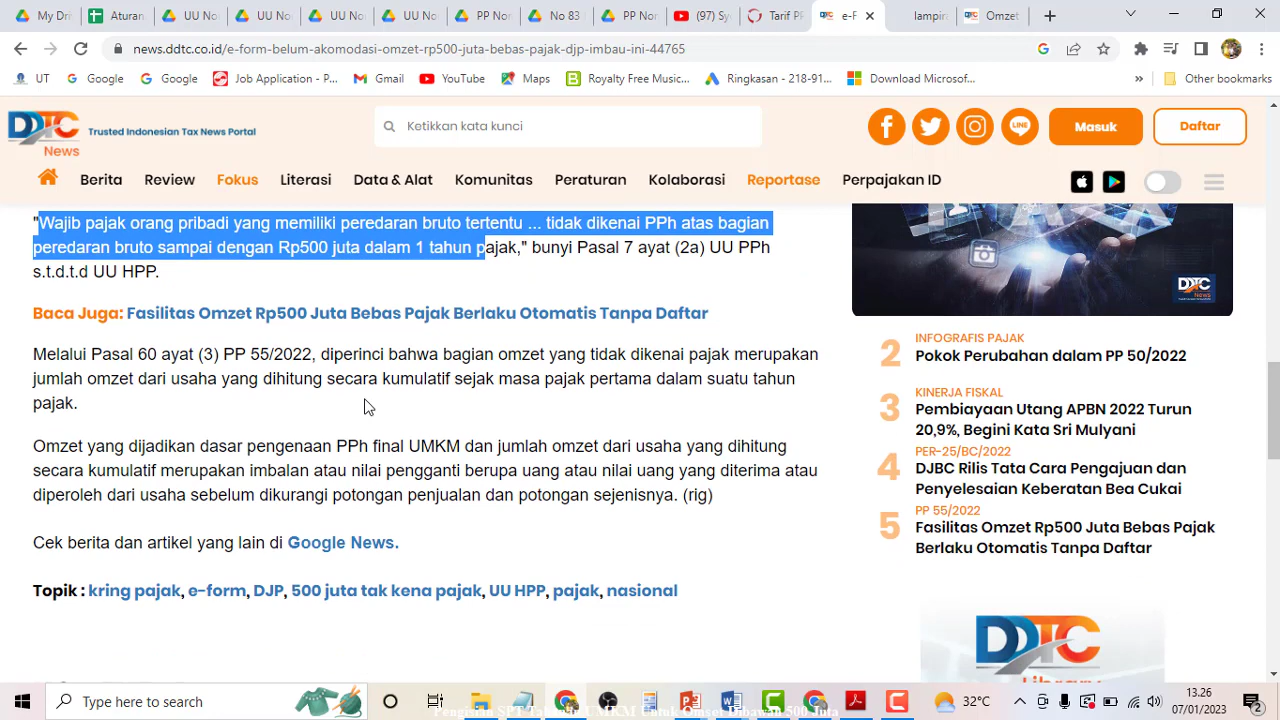 Aturan
UU No
Fokus
UU No
UU No
UU No
PP Nor
No 83
PP Nor
(97) Sy
Tarif PP
e-F
lampir
Omzet
news.ddtc.co.id/e-form-belum-akomodasi-omzet-rp500-juta-bebas-pajak-djp-imbau-ini-44765
UT
Google
Google
Job Application - P...
Gmail
YouTube
Maps
Royalty Free Music...
Ringkasan - 218-91...
Download Microsof...
»
Other bookmarks
DDTC
News
Trusted Indonesian Tax News Portal
Ketikkan kata kunci
LINE
Masuk
Daftar
Berita
Review
Fokus
Literasi
Data & Alat
Komunitas
Peraturan
Kolaborasi
Reportase
Perpajakan ID
"Wajib pajak orang pribadi yang memiliki peredaran bruto tertentu ... tidak dikenai PPh atas bagian
peredaran bruto sampai dengan Rp500 juta dalam 1 tahun pajak," bunyi Pasal 7 ayat (2a) UU PPh
s.t.d.t.d UU HPP.
Baca Juga: Fasilitas Omzet Rp500 Juta Bebas Pajak Berlaku Otomatis Tanpa Daftar
Melalui Pasal 60 ayat (3) PP 55/2022, diperinci bahwa bagian omzet yang tidak dikenai pajak merupakan
jumlah omzet dari usaha yang dihitung secara kumulatif sejak masa pajak pertama dalam suatu tahun
pajak.
Omzet yang dijadikan dasar pengenaan PPh final UMKM dan jumlah omzet dari usaha yang dihitung
secara kumulatif merupakan imbalan atau nilai pengganti berupa uang atau nilai uang yang diterima atau
diperoleh dari usaha sebelum dikurangi potongan penjualan dan potongan sejenisnya. (rig)
Cek berita dan artikel yang lain di Google News.
Topik : kring pajak, e-form, DJP, 500 juta tak kena pajak, UU HPP, pajak, nasional
DDTC
2
INFOGRAFIS PAJAK
Pokok Perubahan dalam PP 50/2022
3
KINERJA FISKAL
Pembiayaan Utang APBN 2022 Turun
20,9%, Begini Kata Sri Mulyani
4
PER-25/BC/2022
DJBC Rilis Tata Cara Pengajuan dan
Penyelesaian Keberatan Bea Cukai
5
PP 55/2022
Fasilitas Omzet Rp500 Juta Bebas Pajak
Berlaku Otomatis Tanpa Daftar
DDTC
Library
Type here to search
32°C
13.26
07/01/2023
2
Pengisian SPT Tahunan UMKM Untuk Omset Dibawah 500 Juta